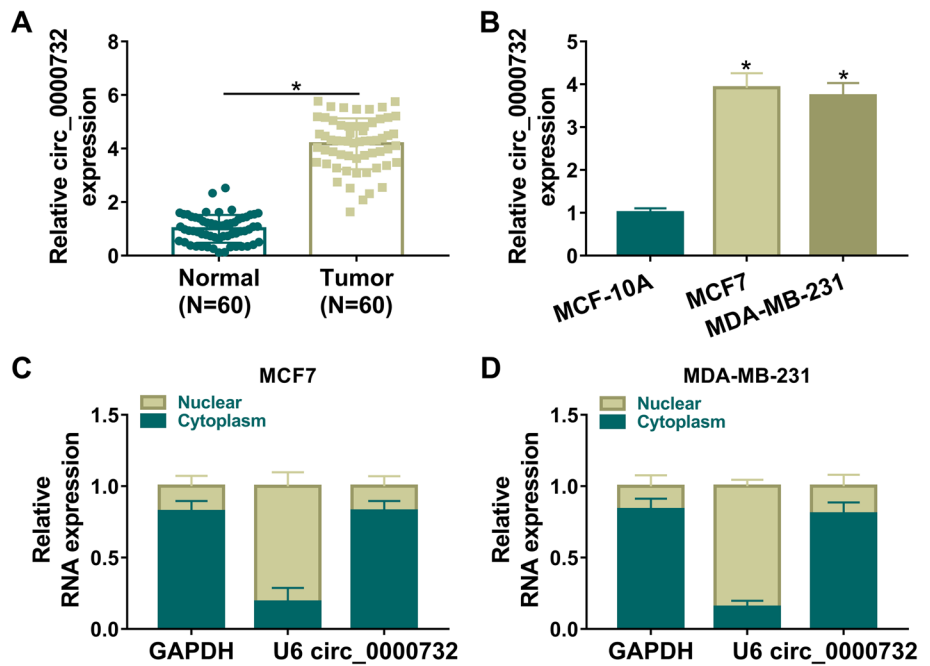 A
Relative circ_0000732
expression
8
6
4
2
0
*
Normal
(N=60)
Tumor
(N=60)
B
Relative circ_0000732
expression
5
4
3
2
1
0
*
*
MCF-10A
MCF7
MDA-MB-231
C
MCF7
Nuclear
Cytoplasm
Relative
RNA expression
1.5
1.0
0.5
0.0
GAPDH
U6
circ_0000732
D
MDA-MB-231
Nuclear
Cytoplasm
Relative
RNA expression
1.5
1.0
0.5
0.0
GAPDH
U6
circ_0000732